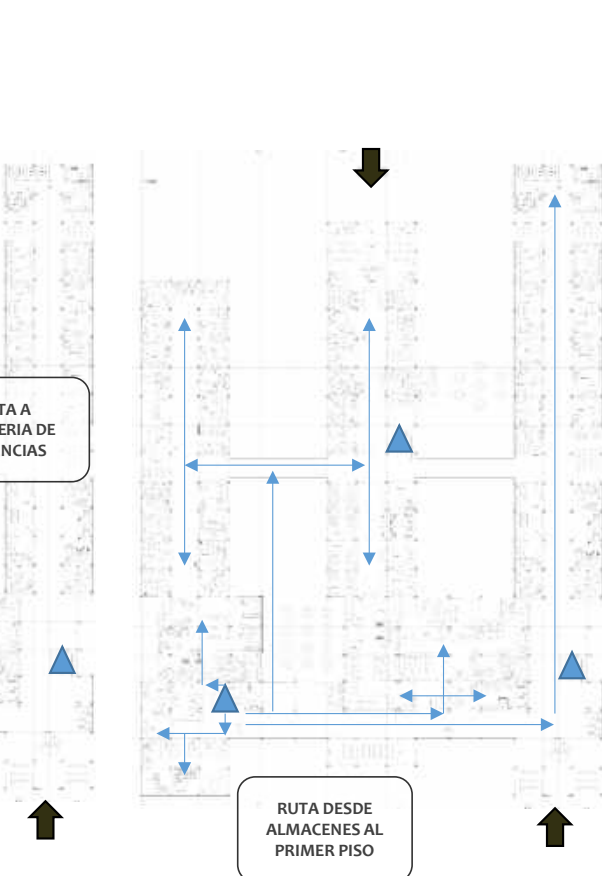 TA A
ERIA DE
NCIAS
RUTA DESDE
ALMACENES AL
PRIMER PISO